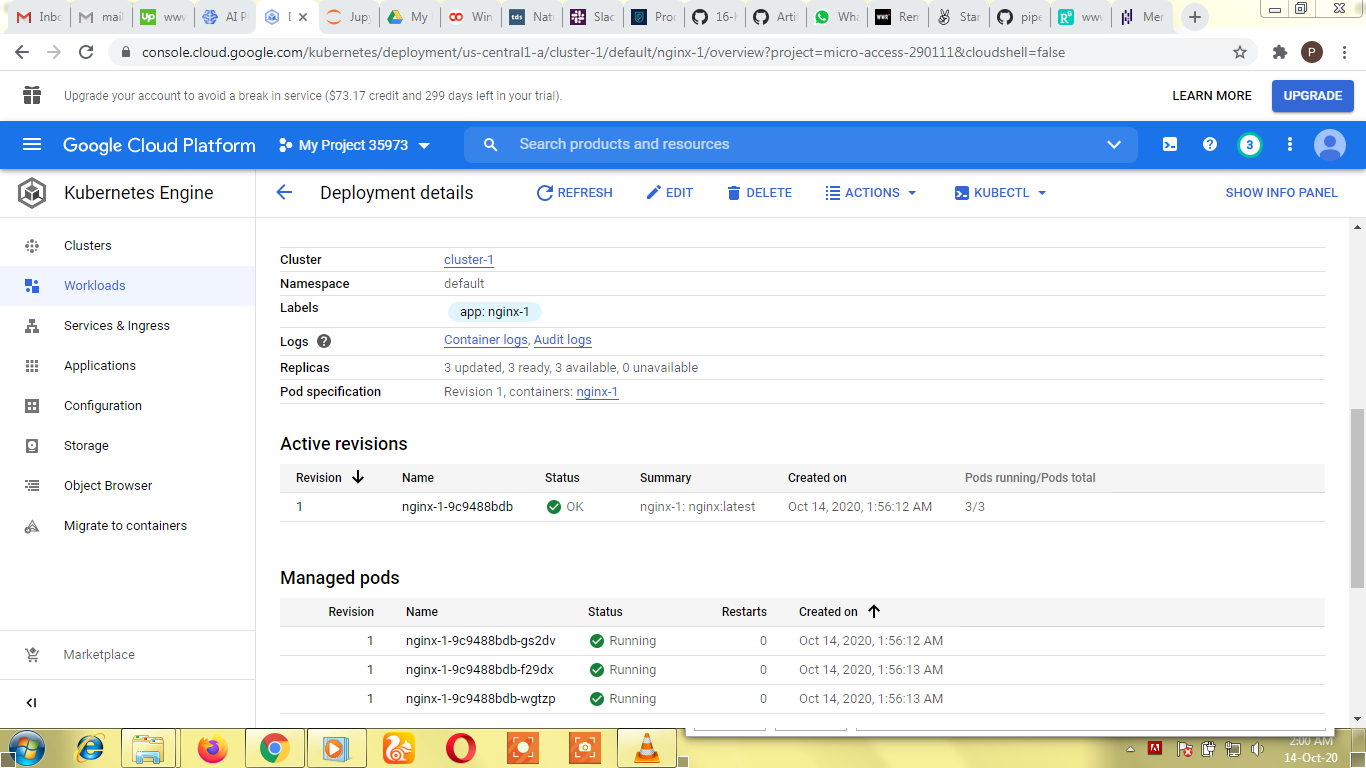 Inbo
mail
up www
AI P
D
Jup
My
Win
tds Nat
Slac
Proc
16-
Arti
Wha
WWR Rem
Star
pipe
www
Mer
console.cloud.google.com/kubernetes/deployment/us-central1-a/cluster-1/default/nginx-1/overview?project=micro-access-290111&cloudshell=false
P
Upgrade your account to avoid a break in service ($73.17 credit and 299 days left in your trial).
LEARN MORE
UPGRADE
Google Cloud Platform
My Project 35973
Search products and resources
3
Kubernetes Engine
Deployment details
REFRESH
EDIT
DELETE
ACTIONS
KUBECTL
SHOW INFO PANEL
Clusters
Workloads
Services & Ingress
Applications
Configuration
Storage
Object Browser
Migrate to containers
Marketplace
Cluster cluster-1
Namespace default
Labels app: nginx-1
Logs Container logs, Audit logs
Replicas 3 updated, 3 ready, 3 available, 0 unavailable
Pod specification Revision 1, containers: nginx-1
Active revisions
Revision Name Status Summary Created on Pods running/Pods total
1 nginx-1-9c9488bdb OK nginx-1: nginx:latest Oct 14, 2020, 1:56:12 AM 3/3
Managed pods
Revision Name Status Restarts Created on
1 nginx-1-9c9488bdb-gs2dv Running 0 Oct 14, 2020, 1:56:12 AM
1 nginx-1-9c9488bdb-f29dx Running 0 Oct 14, 2020, 1:56:13 AM
1 nginx-1-9c9488bdb-wgtzp Running 0 Oct 14, 2020, 1:56:13 AM
2:00 AM
14-Oct-20